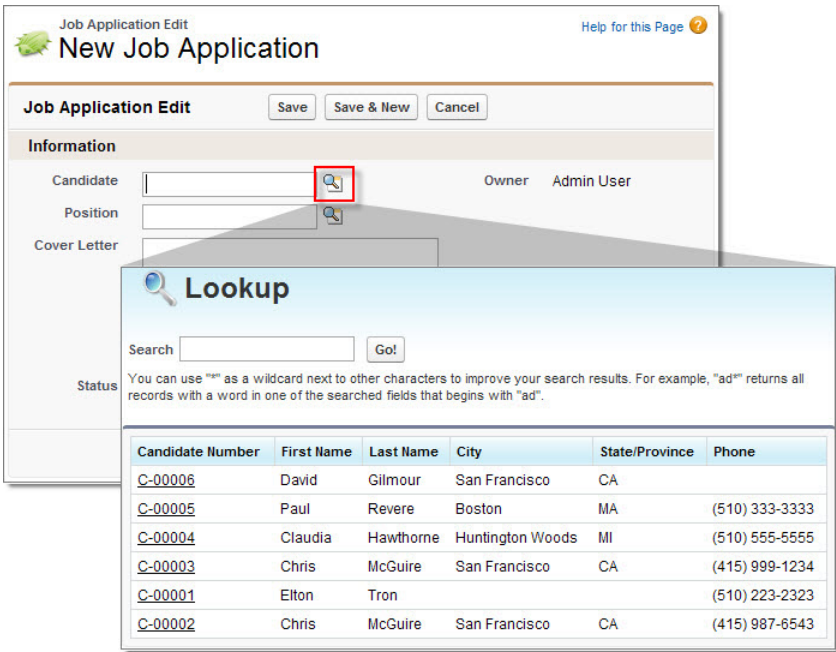 Job Application Edit
New Job Application
Help for this Page ?
Job Application Edit Save Save & New Cancel
Information
Candidate Owner Admin User
Position
Cover Letter
Status
Lookup
Search Go!
You can use "*" as a wildcard next to other characters to improve your search results. For example, "ad*" returns all
records with a word in one of the searched fields that begins with "ad".
Candidate Number First Name Last Name City State/Province Phone
C-00006 David Gilmour San Francisco CA
C-00005 Paul Revere Boston MA (510) 333-3333
C-00004 Claudia Hawthorne Huntington Woods MI (510) 555-5555
C-00003 Chris McGuire San Francisco CA (415) 999-1234
C-00001 Elton Tron (510) 223-2323
C-00002 Chris McGuire San Francisco CA (415) 987-6543